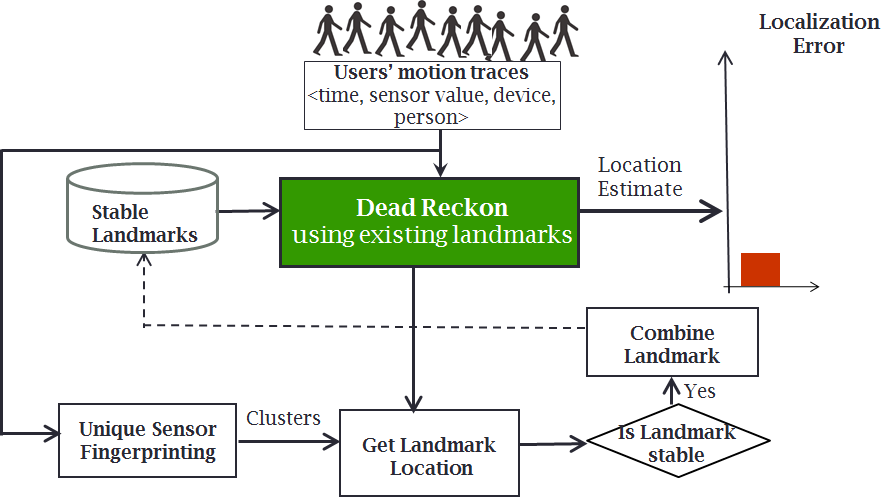 Localization
Error
Users’ motion traces
<time, sensor value, device,
person>
Location
Estimate
Stable
Landmarks
Dead Reckon
using existing landmarks
Combine
Landmark
Yes
Unique Sensor
Fingerprinting
Clusters
Get Landmark
Location
Is Landmark
stable